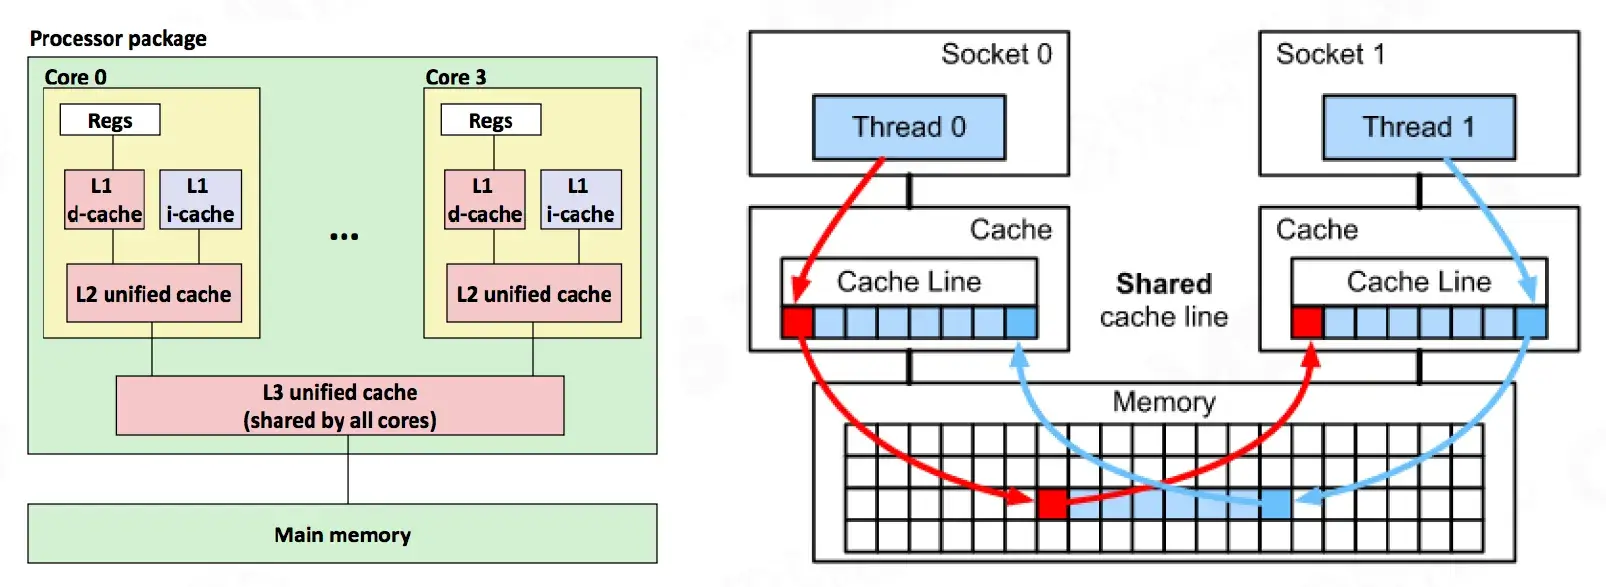 Processor package
Core 0
Regs
L1
d-cache
L1
i-cache
L2 unified cache
...
Core 3
Regs
L1
d-cache
L1
i-cache
L2 unified cache
L3 unified cache
(shared by all cores)
Main memory
Socket 0
Thread 0
Cache
Cache Line
Shared
cache line
Socket 1
Thread 1
Cache
Cache Line
Memory